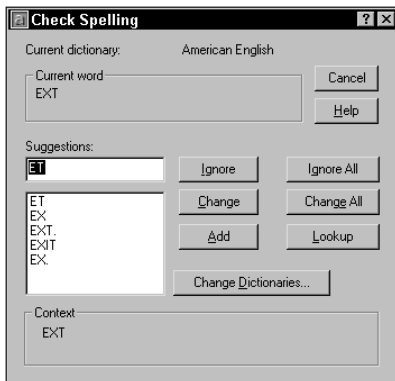 Check Spelling
Current dictionary: American English
Current word
EXT
Cancel
Help
Suggestions:
ET
Ignore
Ignore All
ET
EX
EXT.
EXIT
EX.
Change
Change All
Add
Lookup
Change Dictionaries...
Context
EXT